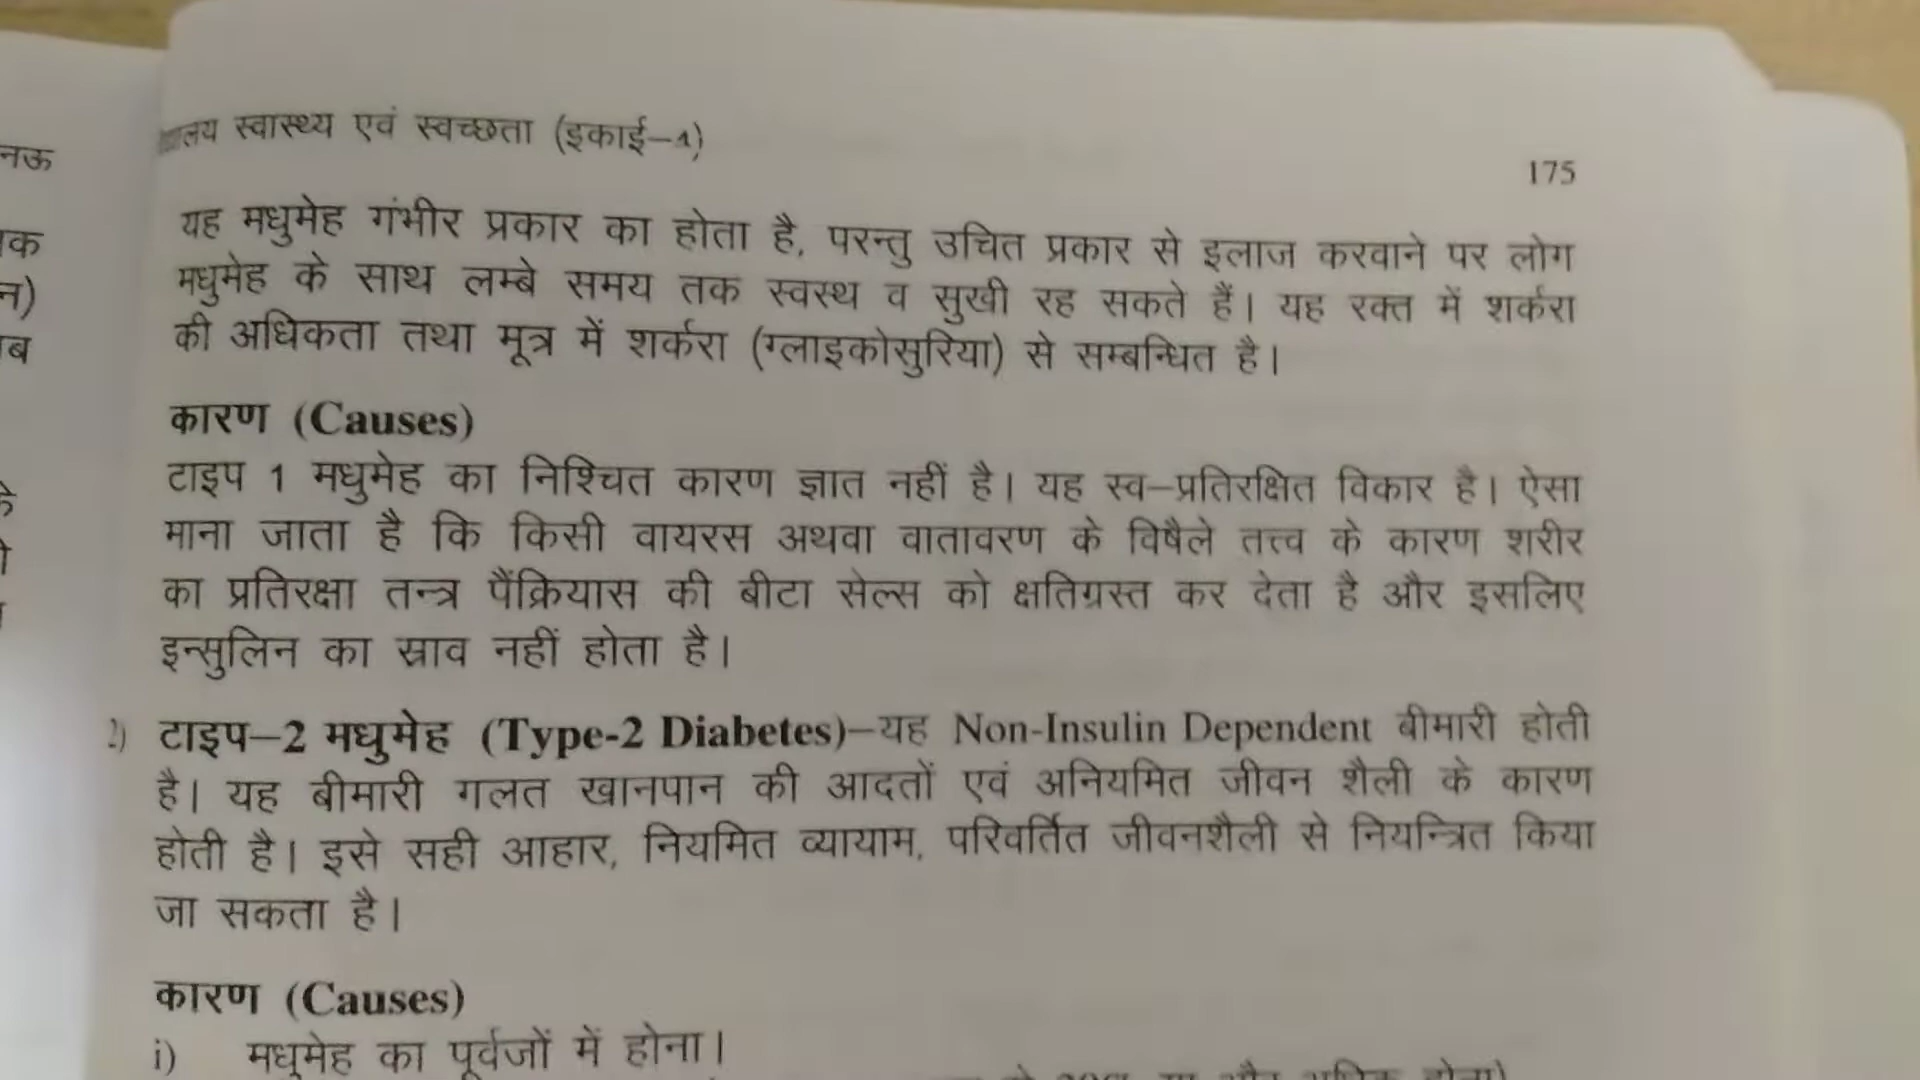 स्वास्थ्य एवं स्वच्छता (इकाई–1)
175
यह मधुमेह गंभीर प्रकार का होता है, परन्तु उचित प्रकार से इलाज करवाने पर लोग
मधुमेह के साथ लम्बे समय तक स्वस्थ व सुखी रह सकते हैं। यह रक्त में शर्करा
की अधिकता तथा मूत्र में शर्करा (ग्लाइकोसुरिया) से सम्बन्धित है।
कारण (Causes)
टाइप 1 मधुमेह का निश्चित कारण ज्ञात नहीं है। यह स्व–प्रतिरक्षित विकार है। ऐसा
माना जाता है कि किसी वायरस अथवा वातावरण के विषैले तत्त्व के कारण शरीर
का प्रतिरक्षा तन्त्र पैंक्रियास की बीटा सेल्स को क्षतिग्रस्त कर देता है और इसलिए
इन्सुलिन का स्राव नहीं होता है।
2) टाइप–2 मधुमेह (Type-2 Diabetes)–यह Non-Insulin Dependent बीमारी होती
है। यह बीमारी गलत खानपान की आदतों एवं अनियमित जीवन शैली के कारण
होती है। इसे सही आहार, नियमित व्यायाम, परिवर्तित जीवनशैली से नियन्त्रित किया
जा सकता है।
कारण (Causes)
i) मधुमेह का पूर्वजों में होना।